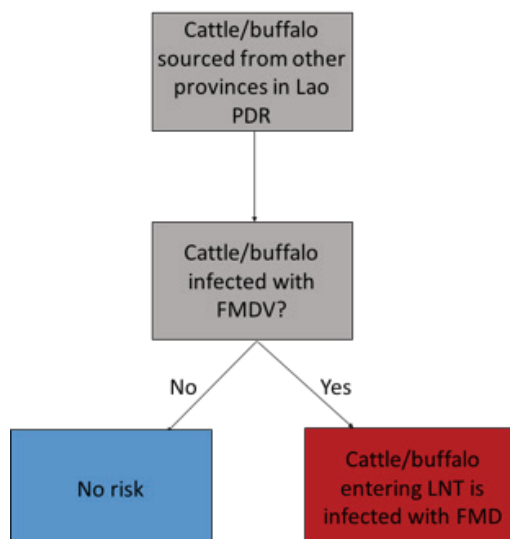 Cattle/buffalo
sourced from other
provinces in Lao
PDR
Cattle/buffalo
infected with
FMDV?
No
Yes
No risk
Cattle/buffalo
entering LNT is
infected with FMD